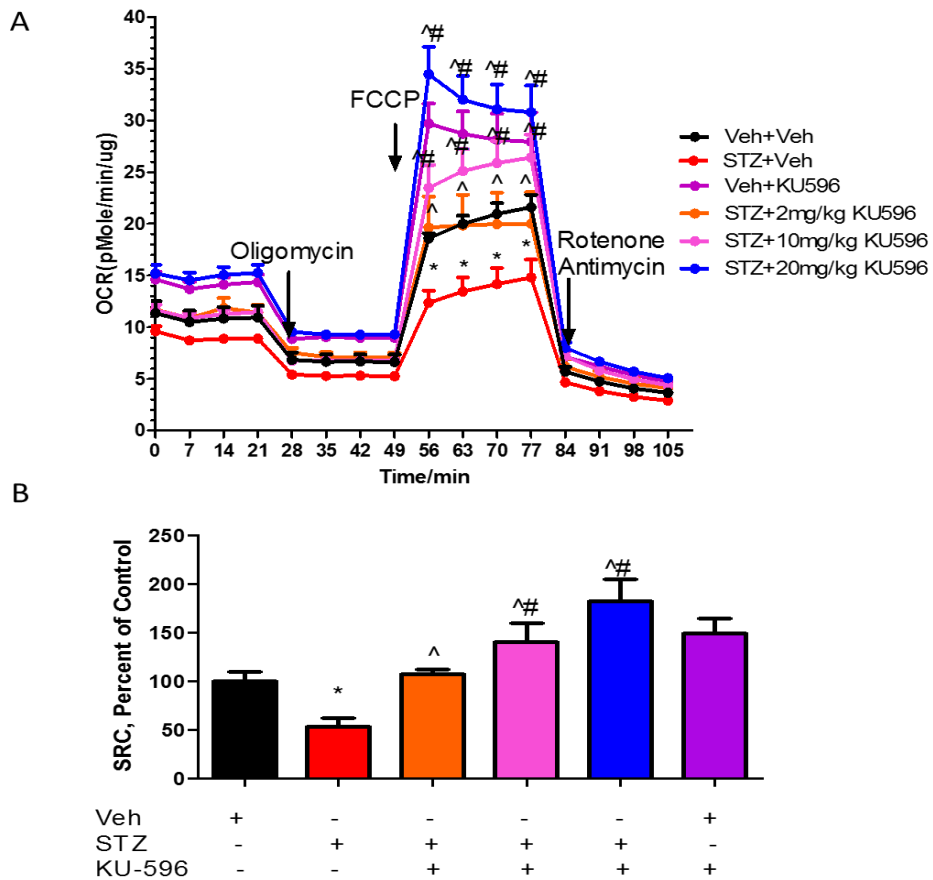 A
OCR(pMole/min/ug)
40
35
30
25
20
15
10
5
0
FCCP
Oligomycin
Rotenone
Antimycin
^#
^#
^#
^#
^#
^#
^#
^#
^
^
^
^
*
*
*
*
0 7 14 21 28 35 42 49 56 63 70 77 84 91 98 105
Time/min
Veh+Veh
STZ+Veh
Veh+KU596
STZ+2mg/kg KU596
STZ+10mg/kg KU596
STZ+20mg/kg KU596
B
SRC, Percent of Control
250
200
150
100
50
0
*
^
^#
^#
Veh + - - - - +
STZ - + + + + -
KU-596 - - + + + +